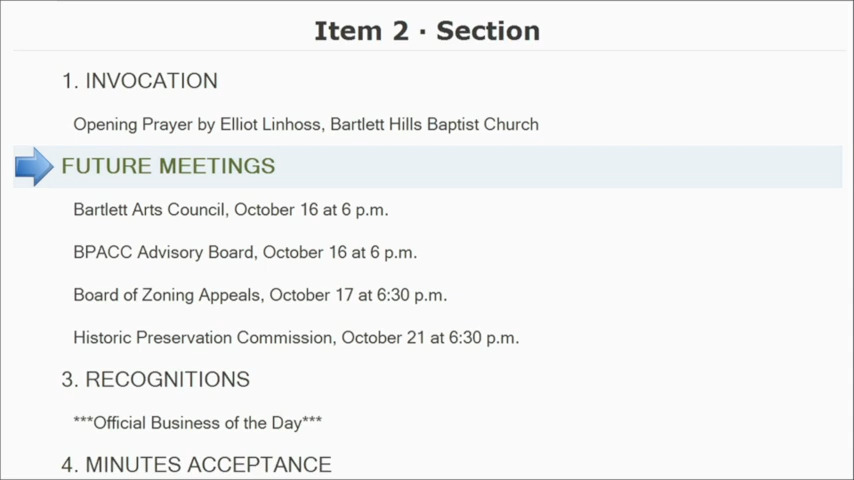 Item 2 · Section
1. INVOCATION
Opening Prayer by Elliot Linhoss, Bartlett Hills Baptist Church
FUTURE MEETINGS
Bartlett Arts Council, October 16 at 6 p.m.
BPACC Advisory Board, October 16 at 6 p.m.
Board of Zoning Appeals, October 17 at 6:30 p.m.
Historic Preservation Commission, October 21 at 6:30 p.m.
3. RECOGNITIONS
***Official Business of the Day***
4. MINUTES ACCEPTANCE